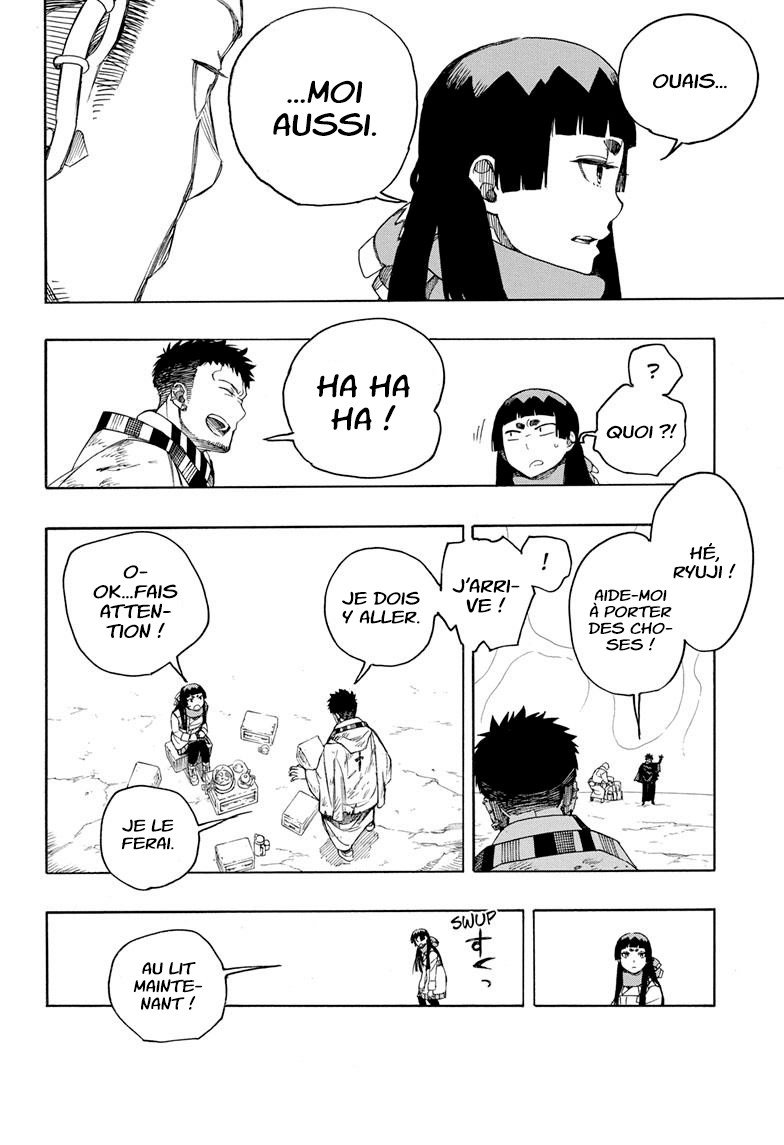 OUAIS...
...MOI
AUSSI.
HA HA
HA !
?
QUOI ?!
HÉ,
RYUJI !
AIDE-MOI
À PORTER
DES CHO-
SES !
!
J'ARRI-
VE !
JE DOIS
Y ALLER.
O-
OK...FAIS
ATTEN-
TION !
JE LE
FERAI.
SWUP
すくっ
AU LIT
MAINTE-
NANT !